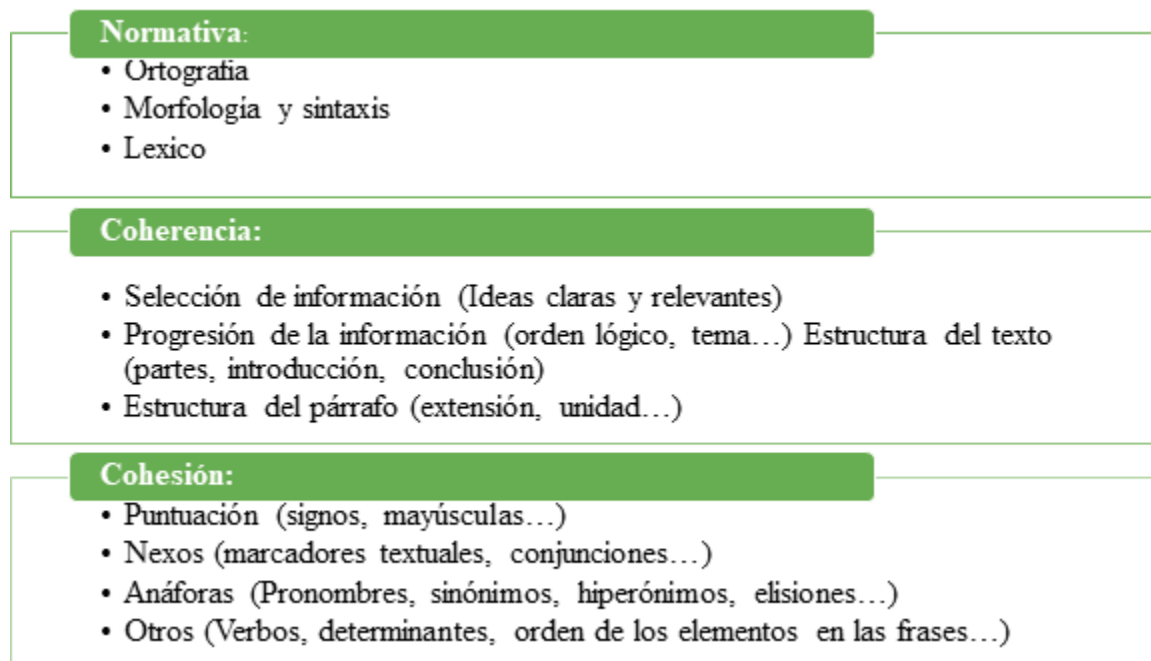 Normativa:
• Ortografia
• Morfología y sintaxis
• Lexico
Coherencia:
• Selección de información (Ideas claras y relevantes)
• Progresión de la información (orden lógico, tema…) Estructura del texto
(partes, introducción, conclusión)
• Estructura del párrafo (extensión, unidad…)
Cohesión:
• Puntuación (signos, mayúsculas…)
• Nexos (marcadores textuales, conjunciones…)
• Anáforas (Pronombres, sinónimos, hiperónimos, elisiones…)
• Otros (Verbos, determinantes, orden de los elementos en las frases…)